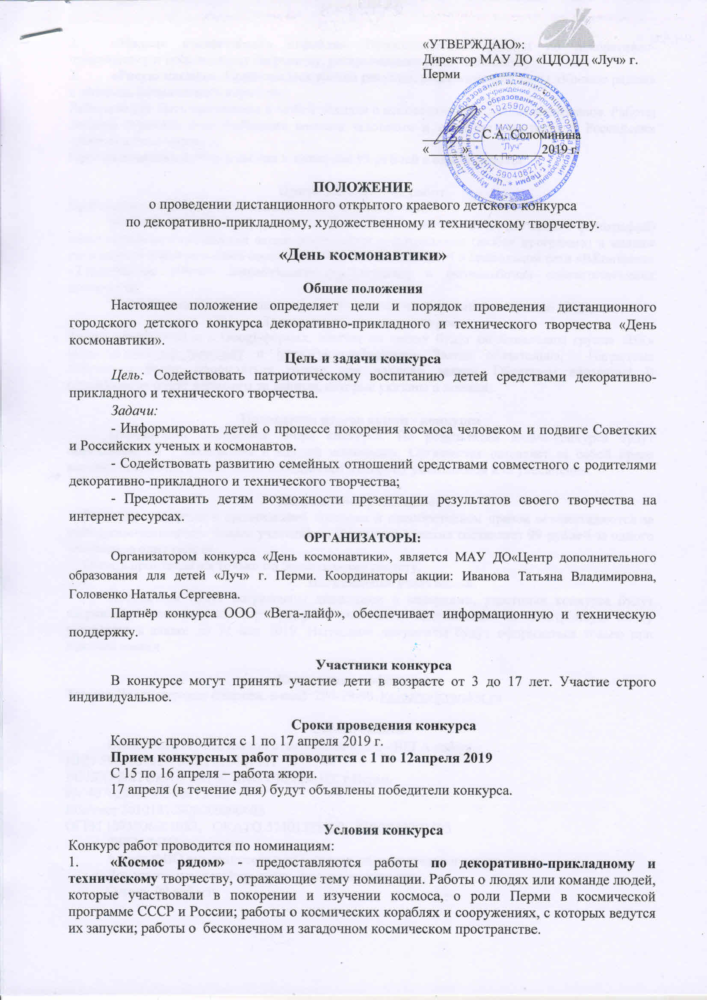 «УТВЕРЖДАЮ»:
Директор МАУ ДО «ЦДОДД «Луч» г.
Перми
С.А. Соломинина
«______»____________2019 г.
МАУ ДО
"ЦДОДД
"Луч"
г. Перми
ИНН 5904082729
ПОЛОЖЕНИЕ
о проведении дистанционного открытого краевого детского конкурса
по декоративно-прикладному, художественному и техническому творчеству.
«День космонавтики»
Общие положения
Настоящее положение определяет цели и порядок проведения дистанционного
городского детского конкурса декоративно-прикладного и технического творчества «День
космонавтики».
Цель и задачи конкурса
Цель: Содействовать патриотическому воспитанию детей средствами декоративно-
прикладного и технического творчества.
Задачи:
- Информировать детей о процессе покорения космоса человеком и подвиге Советских
и Российских ученых и космонавтов.
- Содействовать развитию семейных отношений средствами совместного с родителями
декоративно-прикладного и технического творчества;
- Предоставить детям возможности презентации результатов своего творчества на
интернет ресурсах.
ОРГАНИЗАТОРЫ:
Организатором конкурса «День космонавтики», является МАУ ДО«Центр дополнительного
образования для детей «Луч» г. Перми. Координаторы акции: Иванова Татьяна Владимировна,
Головенко Наталья Сергеевна.
Партнёр конкурса ООО «Вега-лайф», обеспечивает информационную и техническую
поддержку.
Участники конкурса
В конкурсе могут принять участие дети в возрасте от 3 до 17 лет. Участие строго
индивидуальное.
Сроки проведения конкурса
Конкурс проводится с 1 по 17 апреля 2019 г.
Прием конкурсных работ проводится с 1 по 12апреля 2019
С 15 по 16 апреля – работа жюри.
17 апреля (в течение дня) будут объявлены победители конкурса.
Условия конкурса
Конкурс работ проводится по номинациям:
1. «Космос рядом» - предоставляются работы по декоративно-прикладному и
техническому творчеству, отражающие тему номинации. Работы о людях или команде людей,
которые участвовали в покорении и изучении космоса, о роли Перми в космической
программе СССР и России; работы о космических кораблях и сооружениях, с которых ведутся
их запуски; работы о  бесконечном и загадочном космическом пространстве.